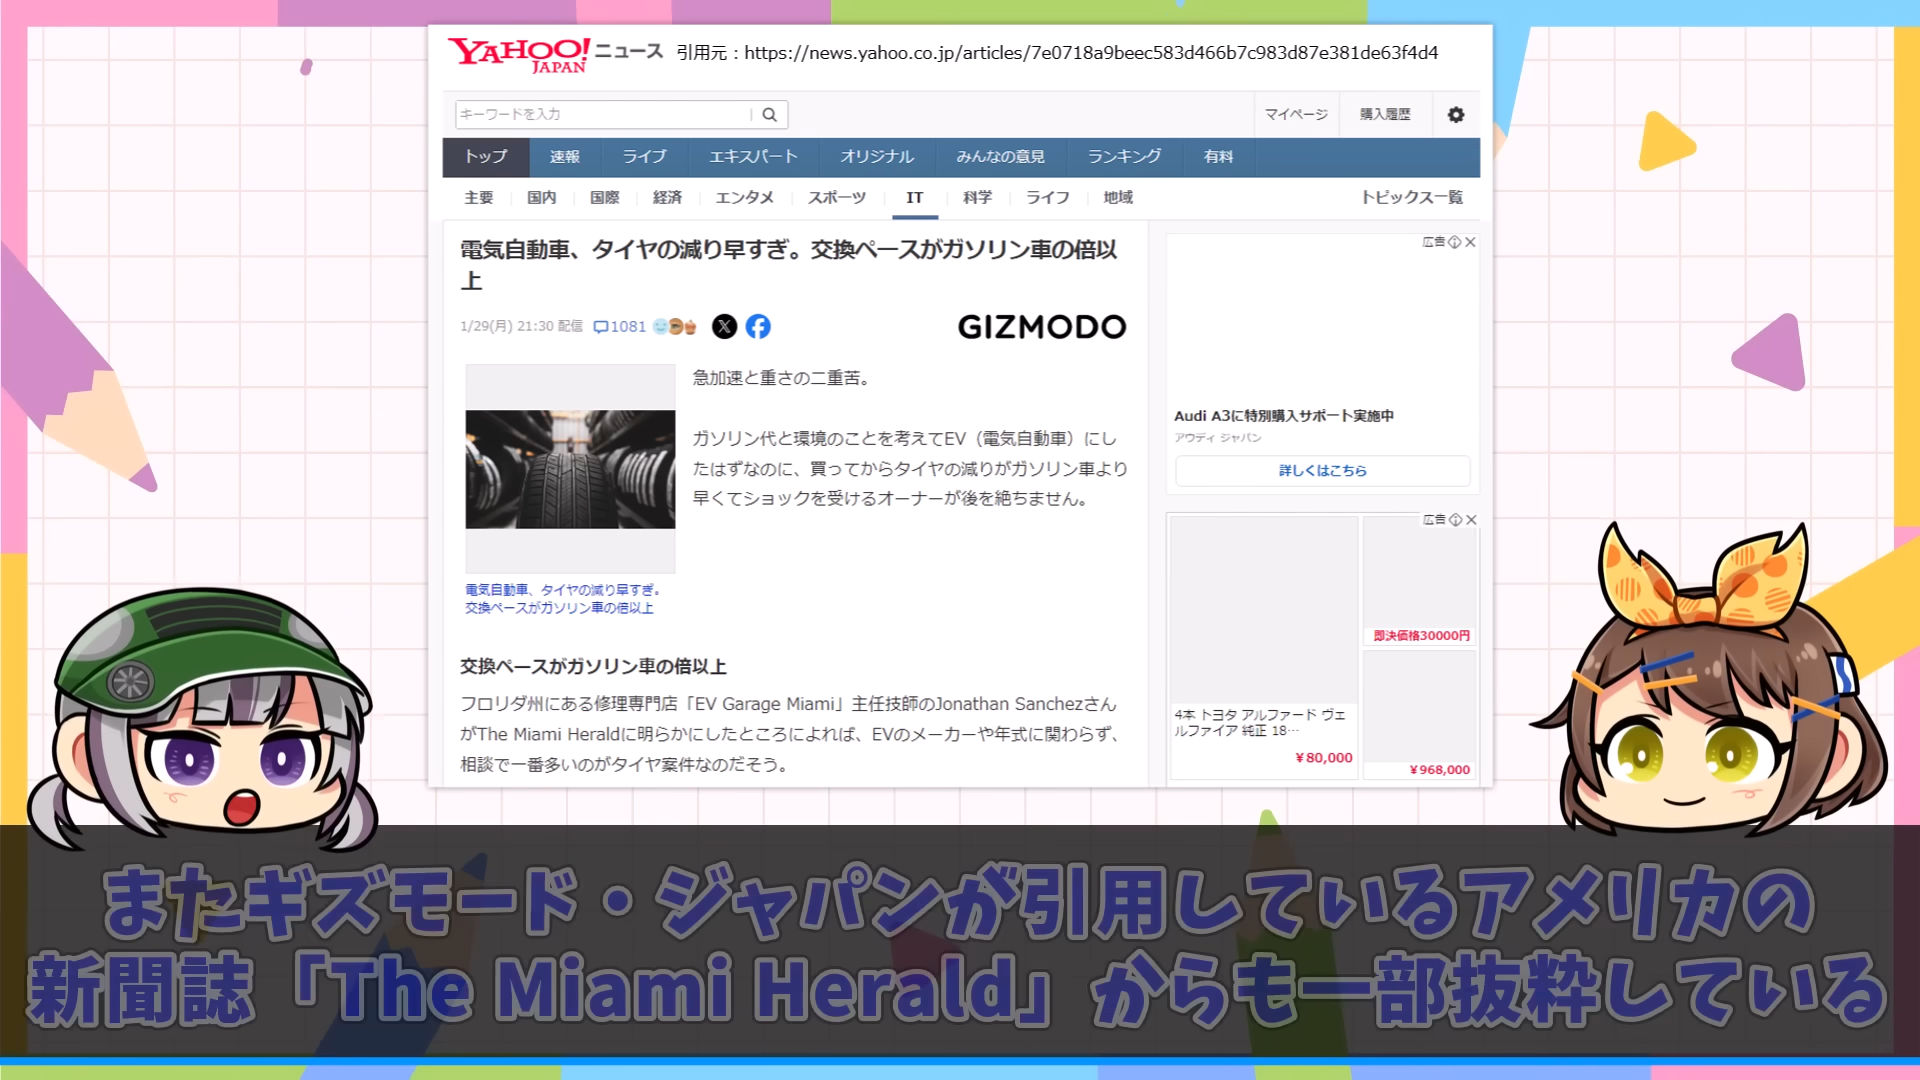 YAHOO! ニュース
JAPAN
引用元：https://news.yahoo.co.jp/articles/7e0718a9beec583d466b7c983d87e381de63f4d4
キーワードを入力
マイページ
購入履歴
トップ 速報 ライブ エキスパート オリジナル みんなの意見 ランキング 有料
主要 国内 国際 経済 エンタメ スポーツ IT 科学 ライフ 地域 トピックス一覧
電気自動車、タイヤの減り早すぎ。交換ペースがガソリン車の倍以
上
1/29(月) 21:30 配信 1081
GIZMODO
急加速と重さの二重苦。
ガソリン代と環境のことを考えてEV（電気自動車）にし
たはずなのに、買ってからタイヤの減りがガソリン車より
早くてショックを受けるオーナーが後を絶ちません。
電気自動車、タイヤの減り早すぎ。
交換ペースがガソリン車の倍以上
交換ペースがガソリン車の倍以上
フロリダ州にある修理専門店「EV Garage Miami」主任技師のJonathan Sanchezさん
がThe Miami Heraldに明らかにしたところによれば、EVのメーカーや年式に関わらず、
相談で一番多いのがタイヤ案件なのだそう。
広告
Audi A3に特別購入サポート実施中
アウディ ジャパン
詳しくはこちら
広告
即決価格30000円
4本 トヨタ アルファード ヴェ
ルファイア 純正 18…
¥80,000
¥968,000
またギズモード・ジャパンが引用しているアメリカの
新聞誌「The Miami Herald」からも一部抜粋している